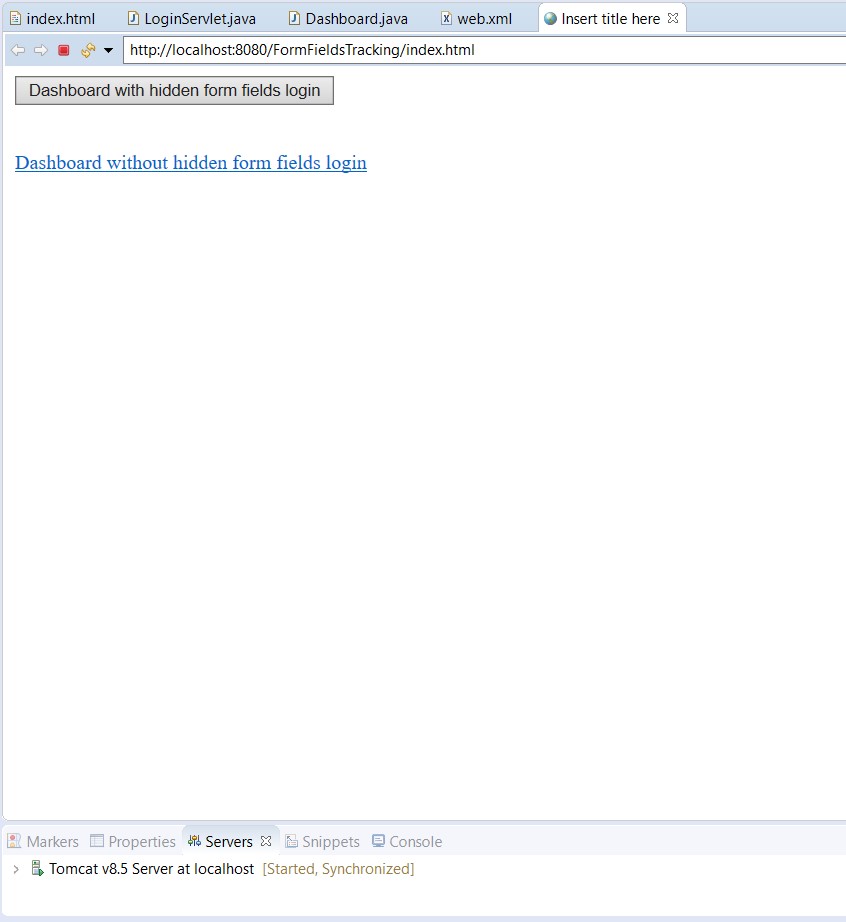 index.html LoginServlet.java Dashboard.java web.xml Insert title here
http://localhost:8080/FormFieldsTracking/index.html
Dashboard with hidden form fields login
Dashboard without hidden form fields login
Markers Properties Servers Snippets Console
Tomcat v8.5 Server at localhost [Started, Synchronized]